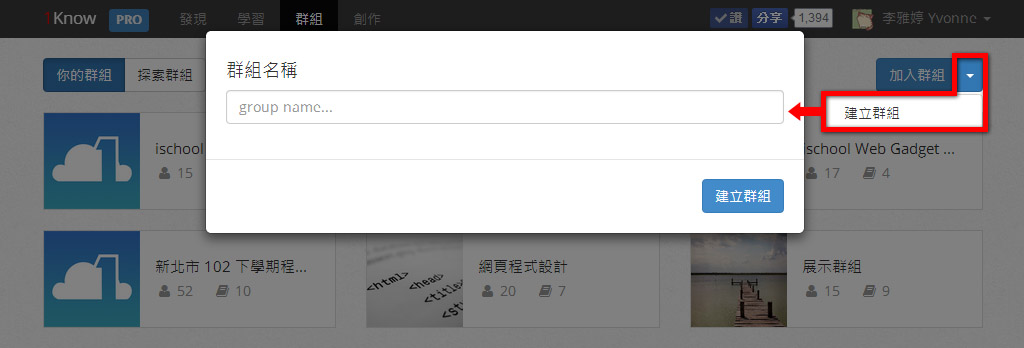 1Know PRO 發現 學習 群組 創作 讚 分享 1,394 李雅婷 Yvonne
你的群組 探索群組 加入群組
群組名稱
group name...
建立群組
ischool
15
ischool Web Gadget ...
17 4
建立群組
新北市 102 下學期程...
52 10
<html>
<head>
<title>
網頁程式設計
20 7
展示群組
15 9